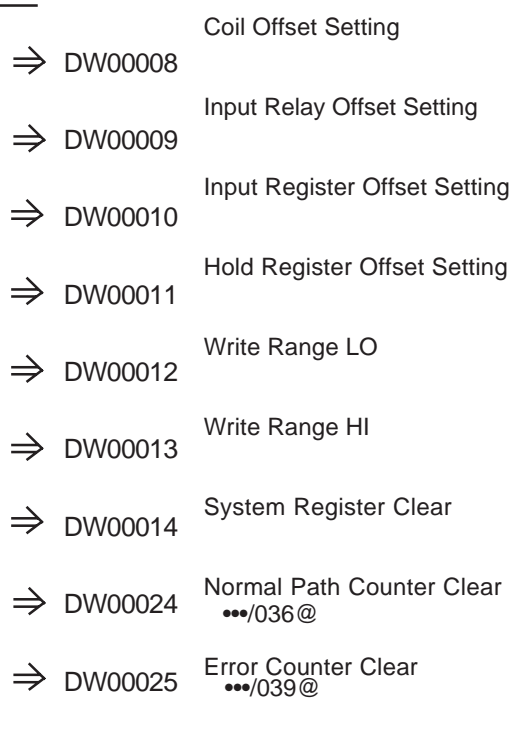 Coil Offset Setting
⇒ DW00008
Input Relay Offset Setting
⇒ DW00009
Input Register Offset Setting
⇒ DW00010
Hold Register Offset Setting
⇒ DW00011
Write Range LO
⇒ DW00012
Write Range HI
⇒ DW00013
System Register Clear
⇒ DW00014
Normal Path Counter Clear
⇒ DW00024
•••/036@
Error Counter Clear
⇒ DW00025
•••/039@